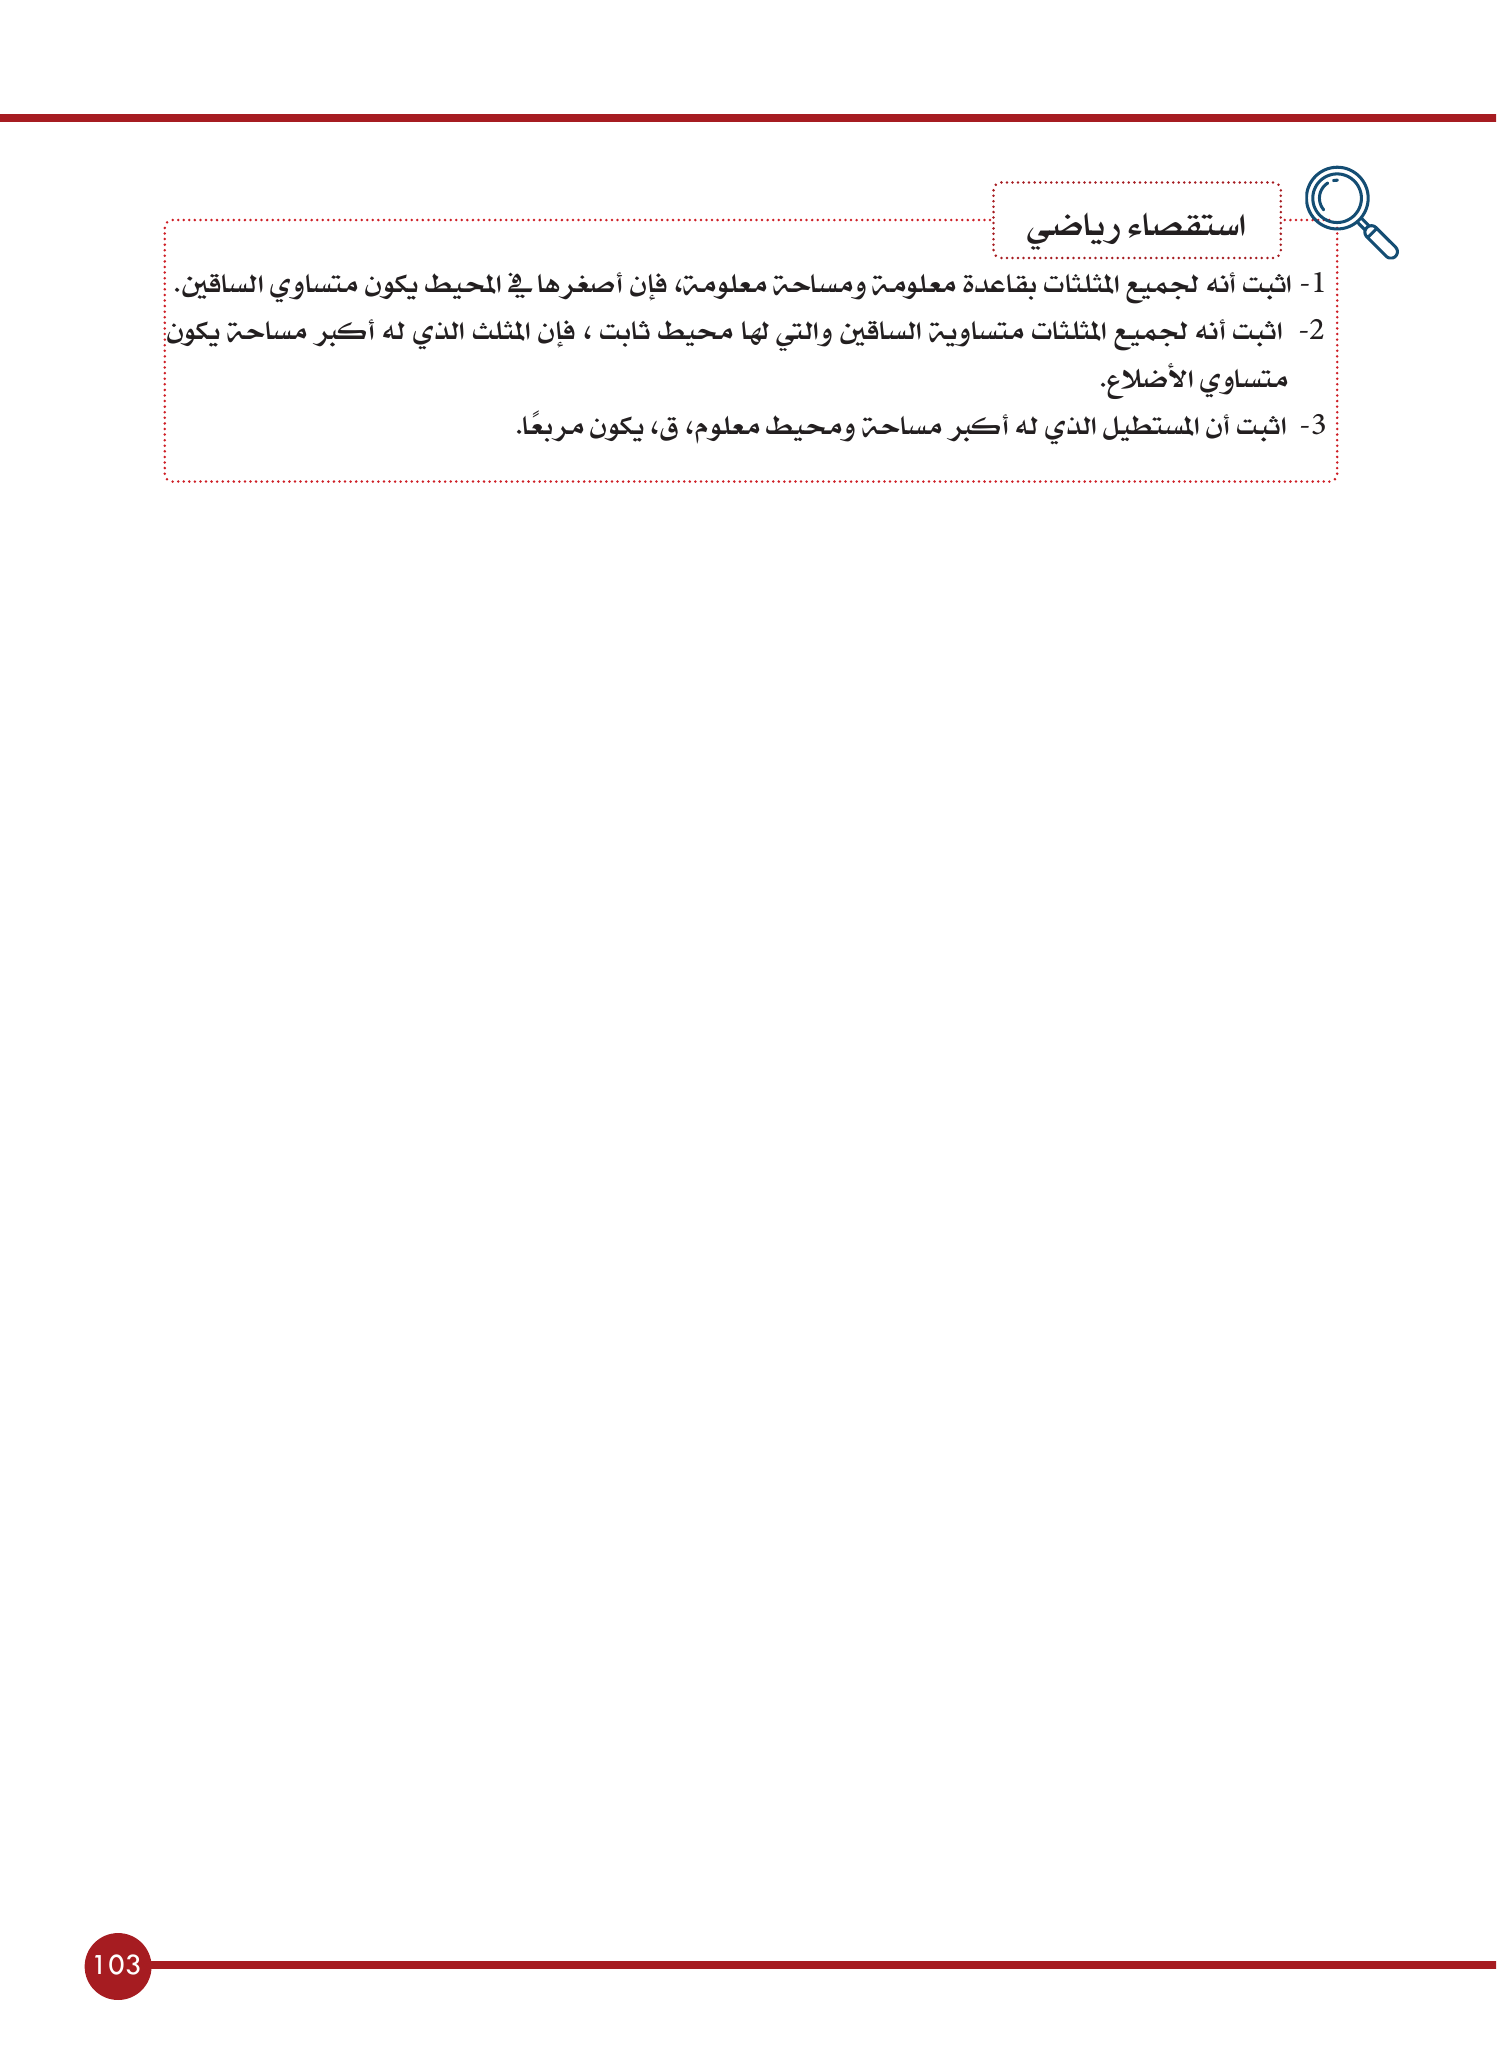 استقصاء رياضي
1- اثبت أنه لجميع المثلثات بقاعدة معلومة ومساحة معلومة، فإن أصغرها في المحيط يكون متساوي الساقين.
2- اثبت أنه لجميع المثلثات متساوية الساقين والتي لها محيط ثابت ، فإن المثلث الذي له أكبر مساحة يكون
متساوي الأضلاع.
3- اثبت أن المستطيل الذي له أكبر مساحة ومحيط معلوم، ق، يكون مربعًا.
103